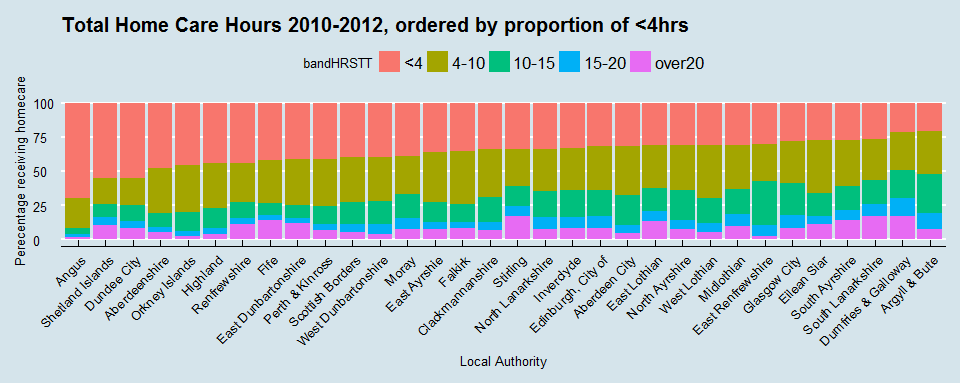 Total Home Care Hours 2010-2012, ordered by proportion of <4hrs
bandHRSTT <4 4-10 10-15 15-20 over20
Perecentage receiving homecare
100
75
50
25
0
Angus
Shetland Islands
Dundee City
Aberdeenshire
Orkney Islands
Highland
Renfrewshire
Fife
East Dunbartonshire
Perth & Kinross
Scottish Borders
West Dunbartonshire
Moray
East Ayrshie
Falkirk
Clackmannanshire
Stirling
North Lanarkshire
Inverclyde
Edinburgh, City of
Aberdeen City
East Lothian
North Ayrshire
West Lothian
Midlothian
East Renfrewshire
Glasgow City
Eilean Siar
South Ayrshire
South Lanarkshire
Dumfries & Galloway
Argyll & Bute
Local Authority